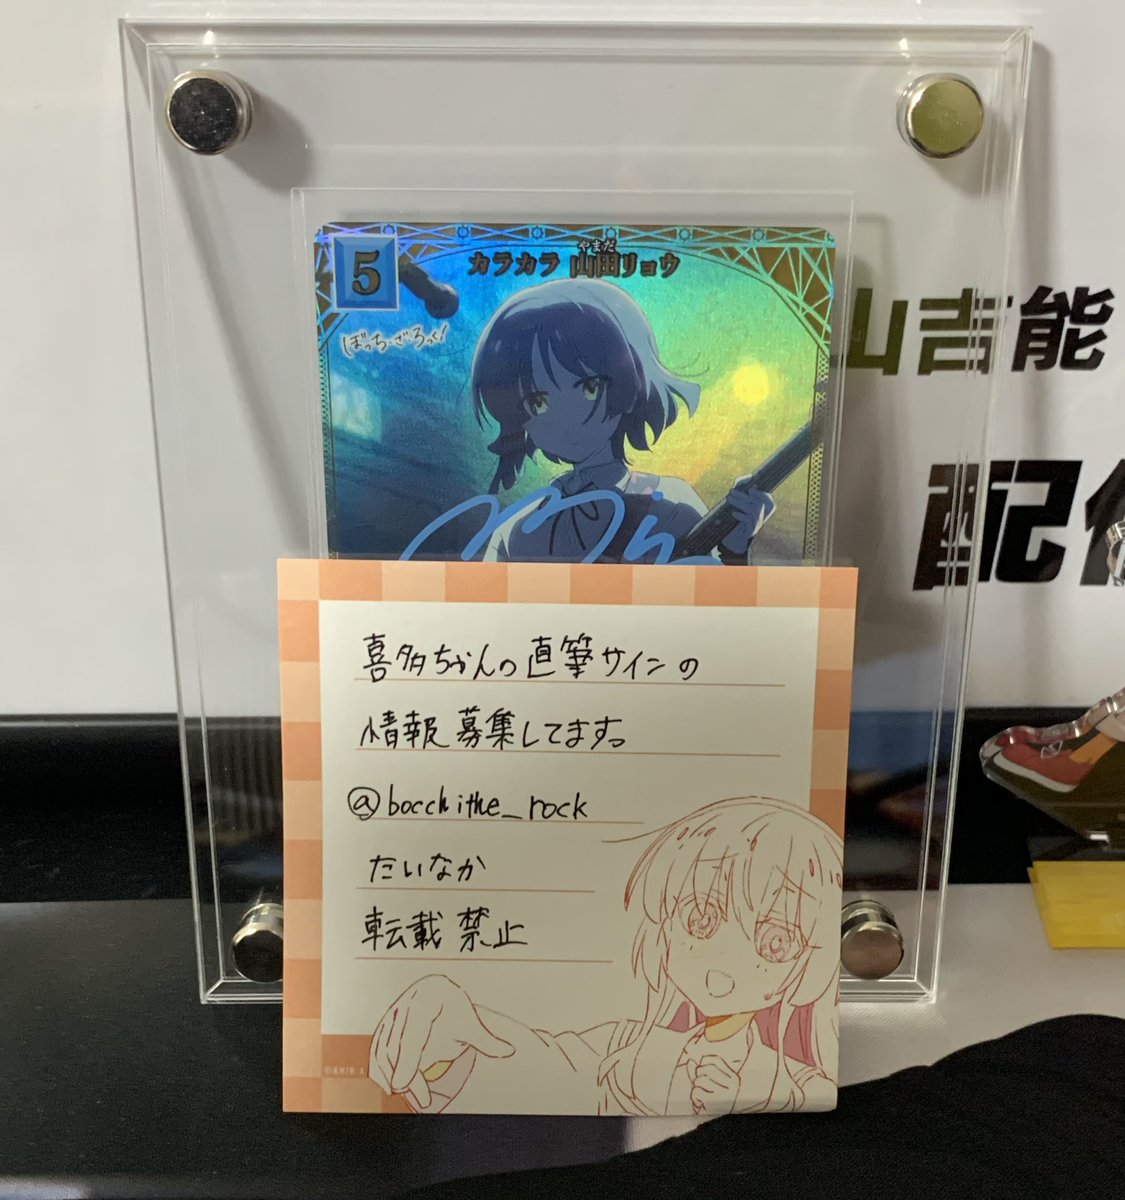 5
やまだ
カラカラ 山田リョウ
ぼっち・ざ・ろっく!
山吉能
配信
喜多ちゃんの直筆サインの
情報募集してます。
@bocchithe_rock
たいなか
転載禁止